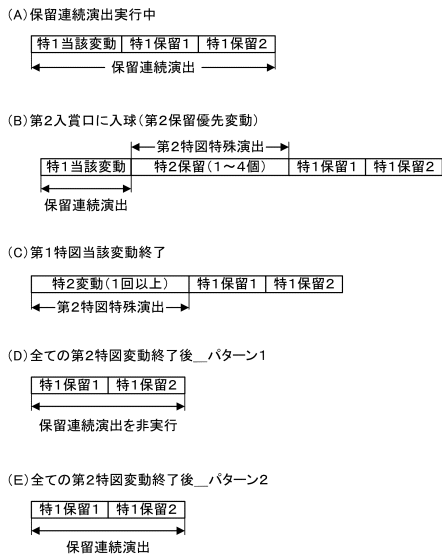 (A)保留連続演出実行中
特1当該変動 特1保留1 特1保留2
保留連続演出
(B)第2入賞口に入球(第2保留優先変動)
第2特図特殊演出
特1当該変動 特2保留(1～4個) 特1保留1 特1保留2
保留連続演出
(C)第1特図当該変動終了
特2変動(1回以上) 特1保留1 特1保留2
第2特図特殊演出
(D)全ての第2特図変動終了後__パターン1
特1保留1 特1保留2
保留連続演出を非実行
(E)全ての第2特図変動終了後__パターン2
特1保留1 特1保留2
保留連続演出